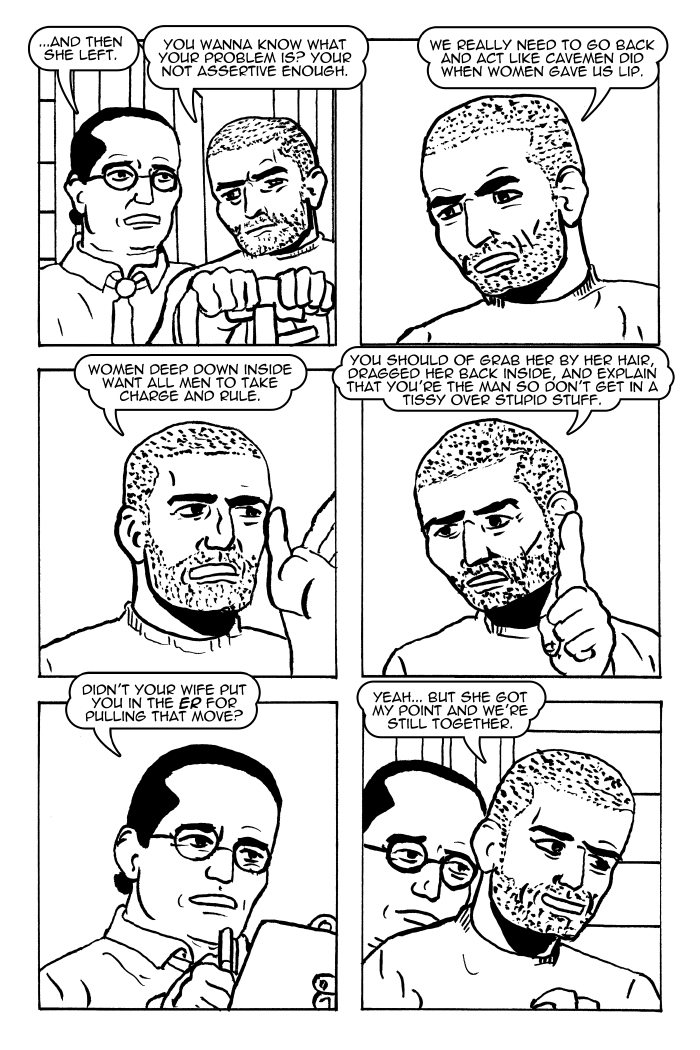 ...AND THEN
SHE LEFT.
YOU WANNA KNOW WHAT
YOUR PROBLEM IS? YOUR
NOT ASSERTIVE ENOUGH.
WE REALLY NEED TO GO BACK
AND ACT LIKE CAVEMEN DID
WHEN WOMEN GAVE US LIP.
WOMEN DEEP DOWN INSIDE
WANT ALL MEN TO TAKE
CHARGE AND RULE.
YOU SHOULD OF GRAB HER BY HER HAIR,
DRAGGED HER BACK INSIDE, AND EXPLAIN
THAT YOU'RE THE MAN SO DON'T GET IN A
TISSY OVER STUPID STUFF.
DIDN'T YOUR WIFE PUT
YOU IN THE ER FOR
PULLING THAT MOVE?
YEAH... BUT SHE GOT
MY POINT AND WE'RE
STILL TOGETHER.